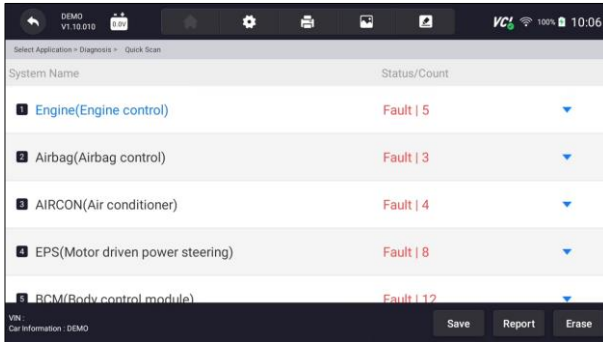 DEMO
V1.10.010
0.0V
VCI
100%
10:06
Select Application > Diagnosis > Quick Scan
System Name Status/Count
1 Engine(Engine control) Fault | 5
2 Airbag(Airbag control) Fault | 3
3 AIRCON(Air conditioner) Fault | 4
4 EPS(Motor driven power steering) Fault | 8
5 BCM(Body control module) Fault | 12
VIN :
Car Information : DEMO
Save Report Erase